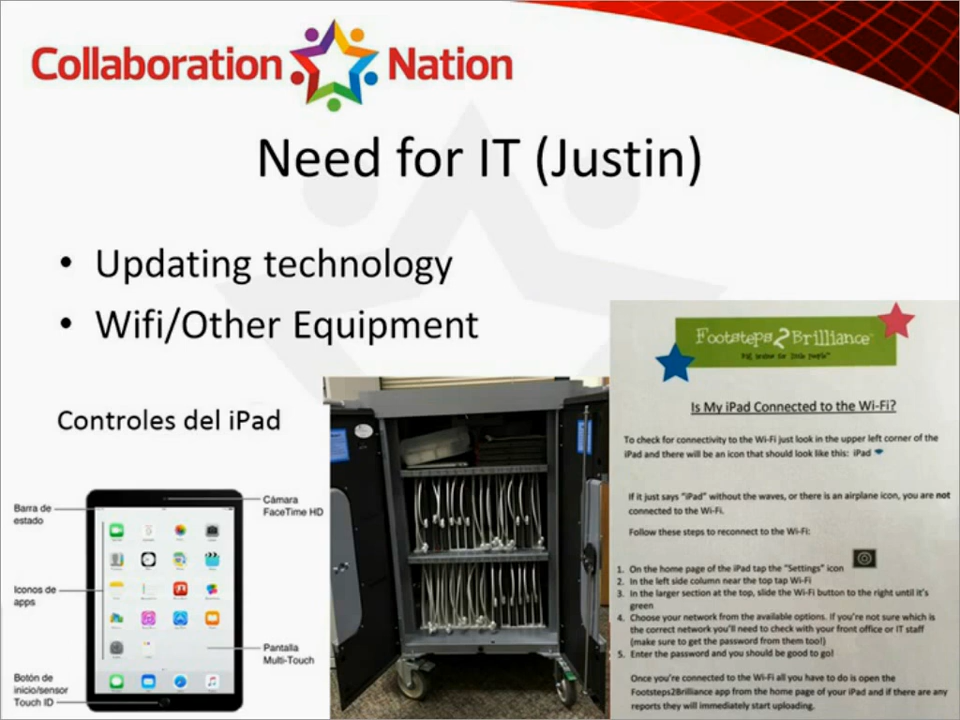 Collaboration Nation
Need for IT (Justin)
• Updating technology
• Wifi/Other Equipment
Controles del iPad
Barra de
estado
Iconos de
apps
Botón de
inicio/sensor
Touch ID
Cámara
FaceTime HD
Pantalla
Multi-Touch
Footsteps2Brilliance™
Big brains for little people™
Is My iPad Connected to the Wi-Fi?
To check for connectivity to the Wi-Fi just look in the upper left corner of the
iPad and there will be an icon that should look like this: iPad
If it just says "iPad" without the waves, or there is an airplane icon, you are not
connected to the Wi-Fi.
Follow these steps to reconnect to the Wi-Fi:
1. On the home page of the iPad tap the "Settings" icon
2. In the left side column near the top tap Wi-Fi
3. In the larger section at the top, slide the Wi-Fi button to the right until it's
green
4. Choose your network from the available options. If you're not sure which is
the correct network you'll need to check with your front office or IT staff
(make sure to get the password from them too!)
5. Enter the password and you should be good to go!
Once you're connected to the Wi-Fi all you have to do is open the
Footsteps2Brilliance app from the home page of your iPad and if there are any
reports they will immediately start uploading.